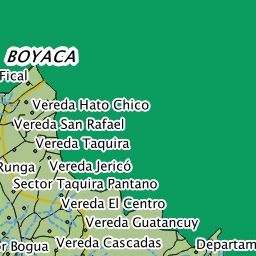 BOYACA
Fical
Vereda Hato Chico
Vereda San Rafael
Vereda Taquira
Runga
Vereda Jericó
Sector Taquira Pantano
Vereda El Centro
Vereda Guatancuy
or Bogua
Vereda Cascadas
Departam